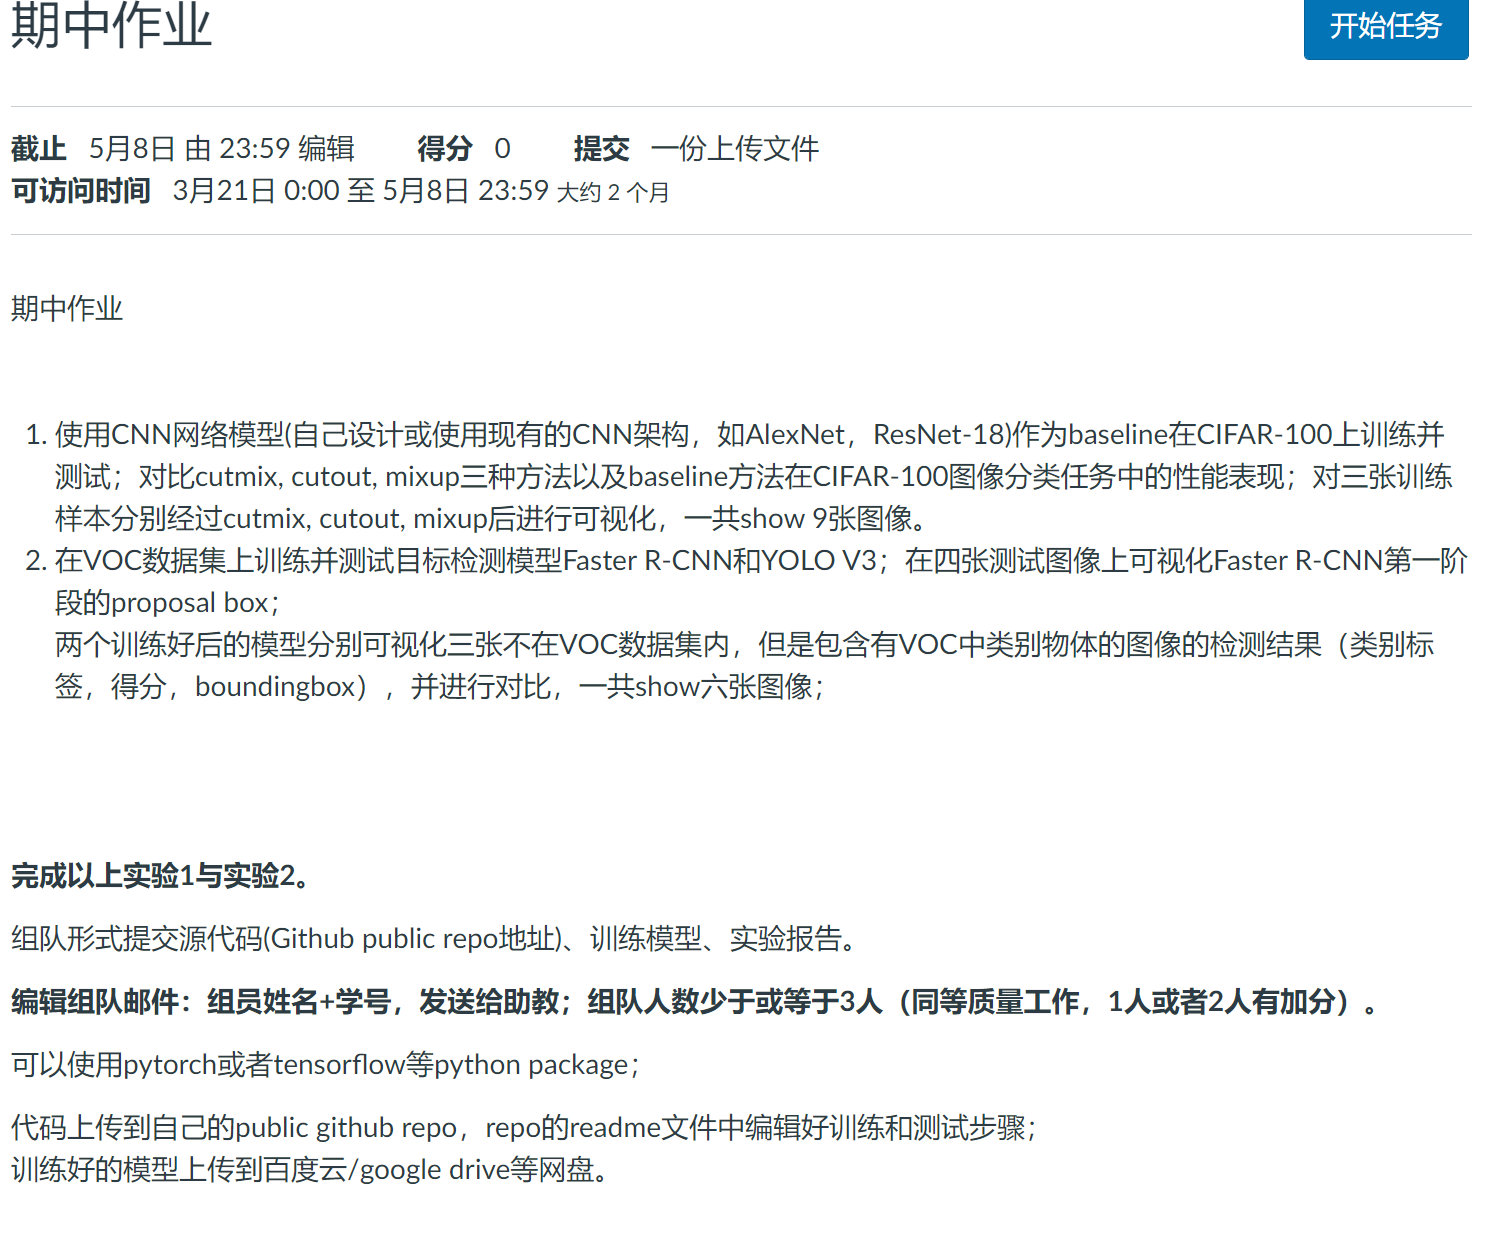 期中作业
开始任务
截止 5月8日 由 23:59 编辑 得分 0 提交 一份上传文件
可访问时间 3月21日 0:00 至 5月8日 23:59 大约 2 个月
期中作业
1. 使用CNN网络模型(自己设计或使用现有的CNN架构，如AlexNet，ResNet-18)作为baseline在CIFAR-100上训练并
测试；对比cutmix, cutout, mixup三种方法以及baseline方法在CIFAR-100图像分类任务中的性能表现；对三张训练
样本分别经过cutmix, cutout, mixup后进行可视化，一共show 9张图像。
2. 在VOC数据集上训练并测试目标检测模型Faster R-CNN和YOLO V3；在四张测试图像上可视化Faster R-CNN第一阶
段的proposal box；
两个训练好后的模型分别可视化三张不在VOC数据集内，但是包含有VOC中类别物体的图像的检测结果（类别标
签，得分，boundingbox），并进行对比，一共show六张图像；
完成以上实验1与实验2。
组队形式提交源代码(Github public repo地址)、训练模型、实验报告。
编辑组队邮件：组员姓名+学号，发送给助教；组队人数少于或等于3人（同等质量工作，1人或者2人有加分）。
可以使用pytorch或者tensorflow等python package；
代码上传到自己的public github repo，repo的readme文件中编辑好训练和测试步骤；
训练好的模型上传到百度云/google drive等网盘。